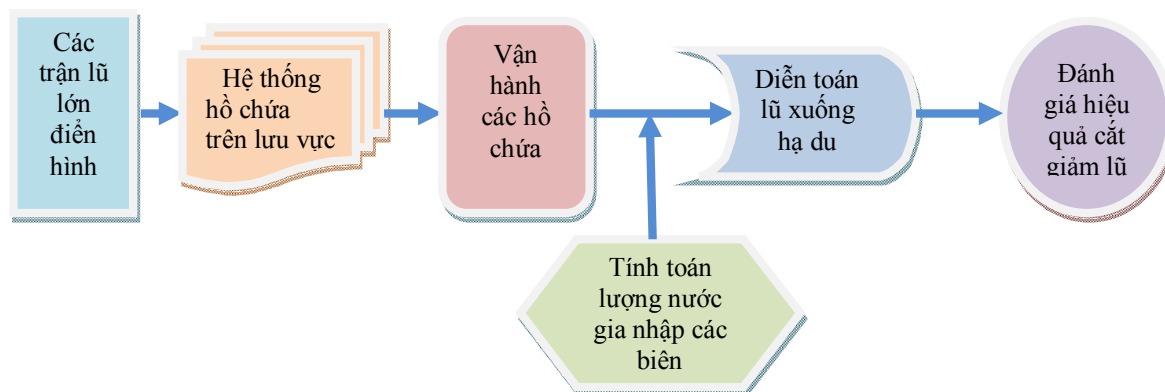 Các
trận lũ
lớn
điển
hình
Hệ thống
hồ chứa
trên lưu vực
Vận
hành
các hồ
chứa
Diễn toán
lũ xuống
hạ du
Đánh
giá hiệu
quả cắt
giảm lũ
Tính toán
lượng nước
gia nhập các
biên